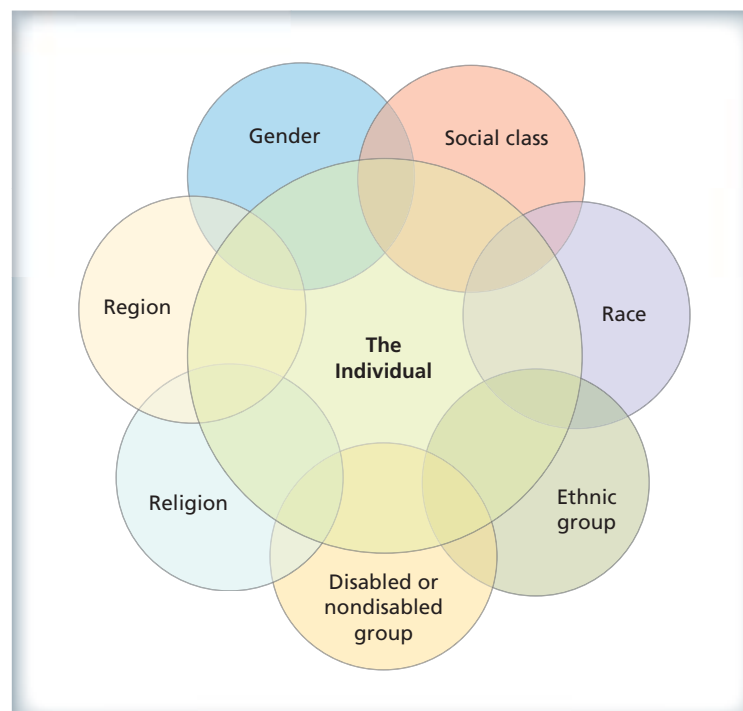 Gender
Social class
Region
Race
The
Individual
Religion
Ethnic
group
Disabled or
nondisabled
group